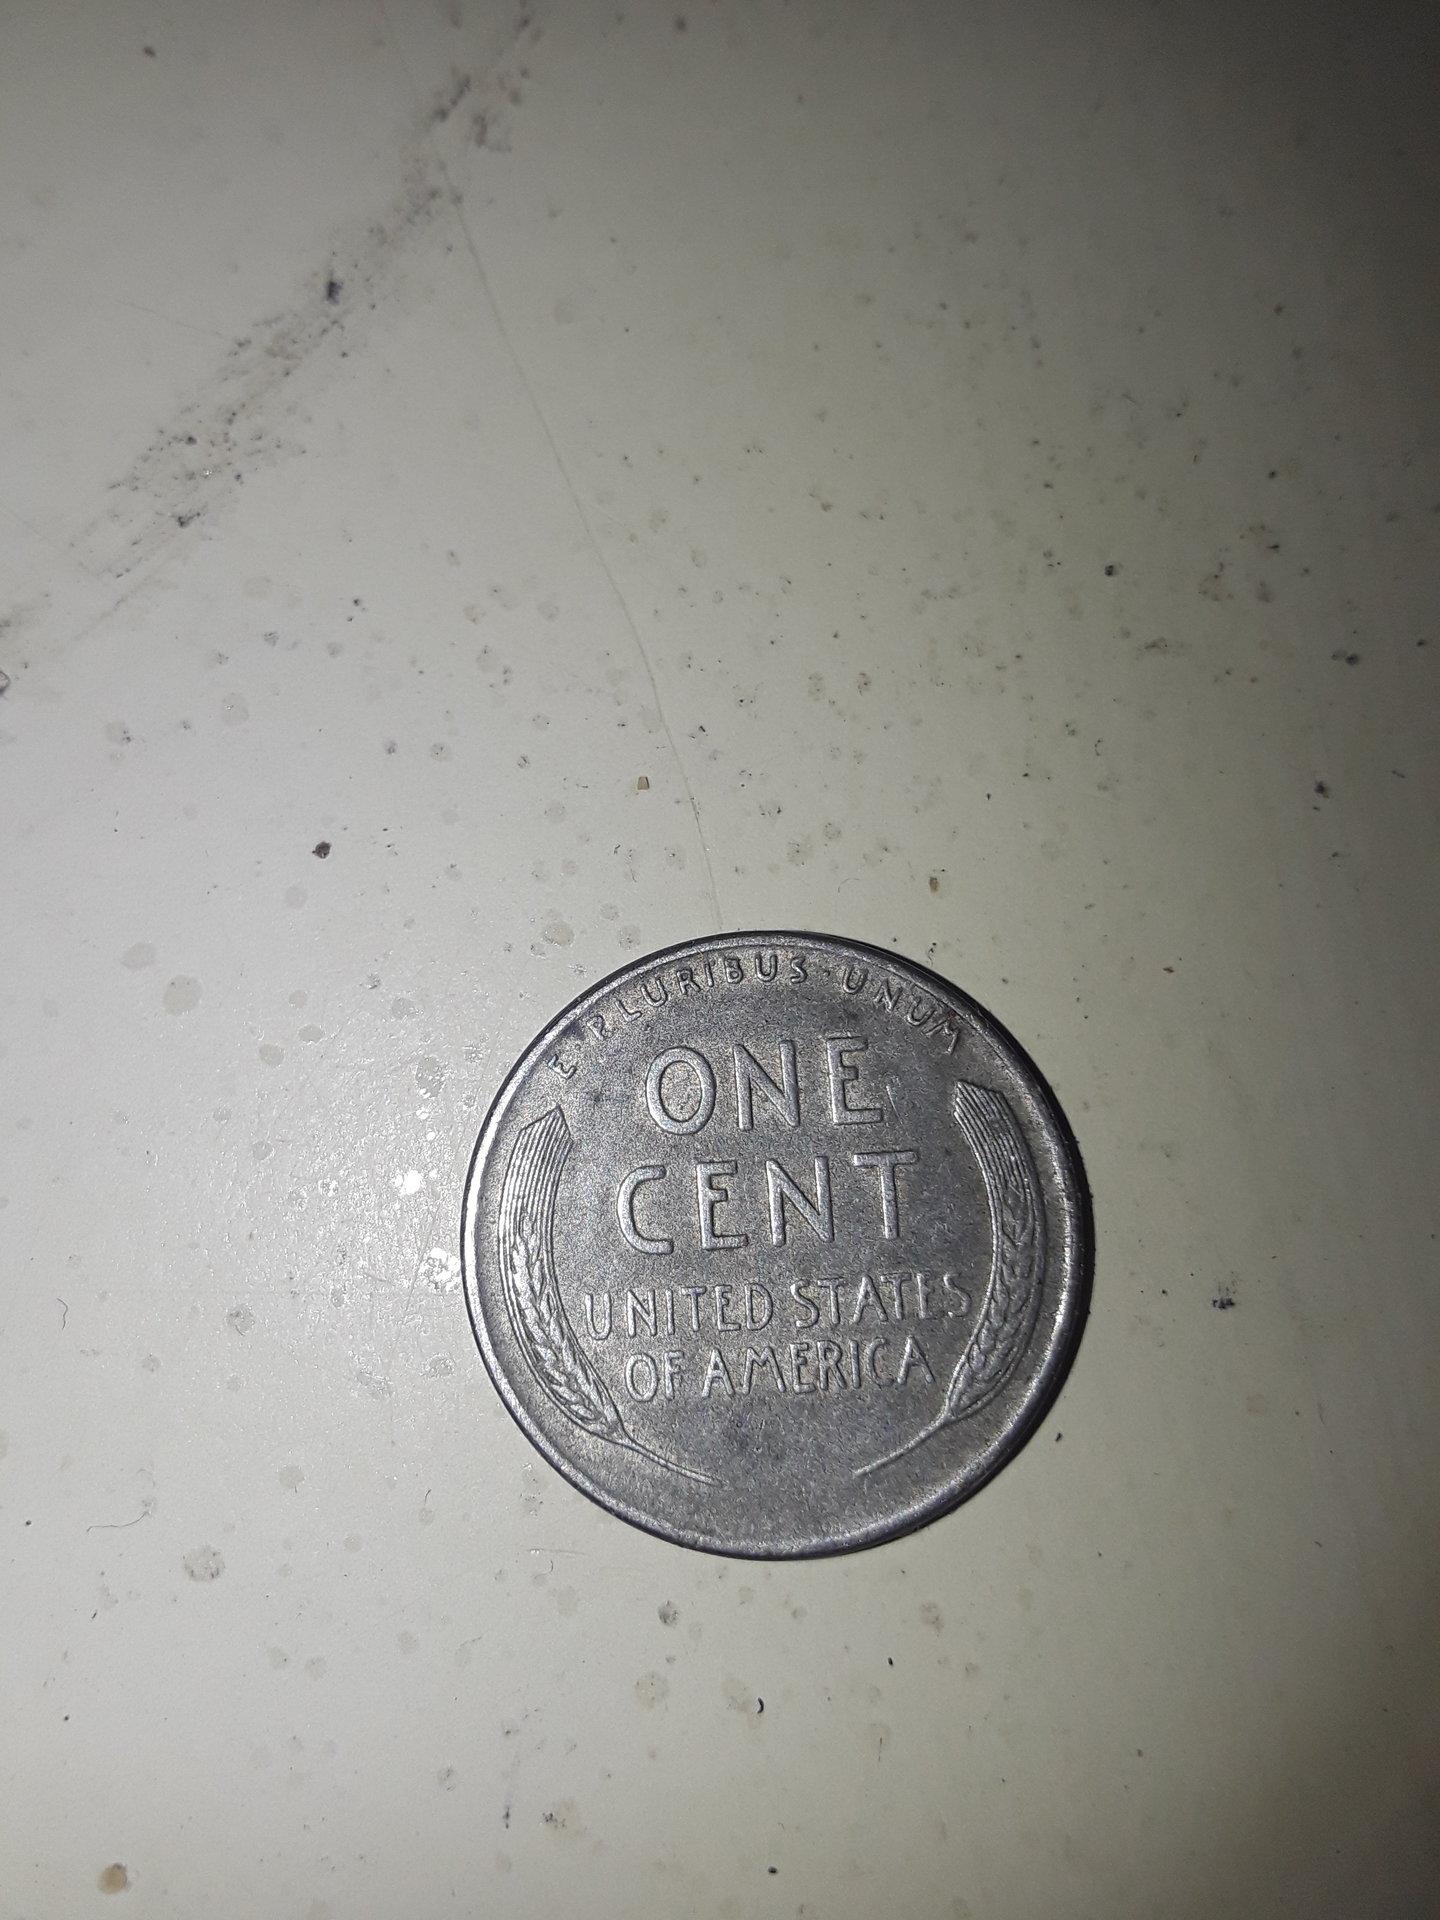 E PLURIBUS · UNUM
ONE
CENT
UNITED STATES
OF AMERICA